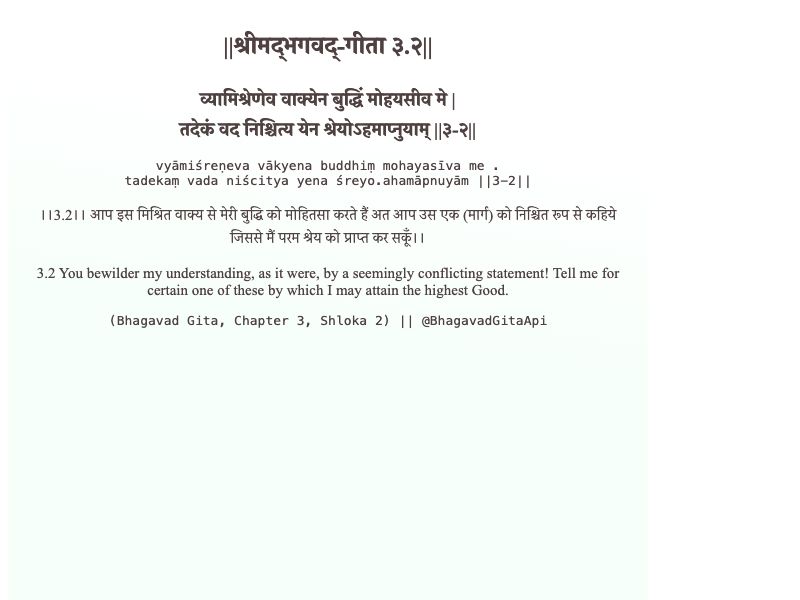 ||श्रीमद्‍भगवद्‍-गीता ३.२||
व्यामिश्रेणेव वाक्येन बुद्धिं मोहयसीव मे |
तदेकं वद निश्चित्य येन श्रेयोऽहमाप्नुयाम् ||३-२||
vyāmiśreṇeva vākyena buddhiṃ mohayasīva me .
tadekaṃ vada niścitya yena śreyo.ahamāpnuyām ||3-2||
।।3.2।। आप इस मिश्रित वाक्य से मेरी बुद्धि को मोहितसा करते हैं अत आप उस एक (मार्ग) को निश्चित रूप से कहिये
जिससे मैं परम श्रेय को प्राप्त कर सकूँ।।
3.2 You bewilder my understanding, as it were, by a seemingly conflicting statement! Tell me for
certain one of these by which I may attain the highest Good.
(Bhagavad Gita, Chapter 3, Shloka 2) || @BhagavadGitaApi